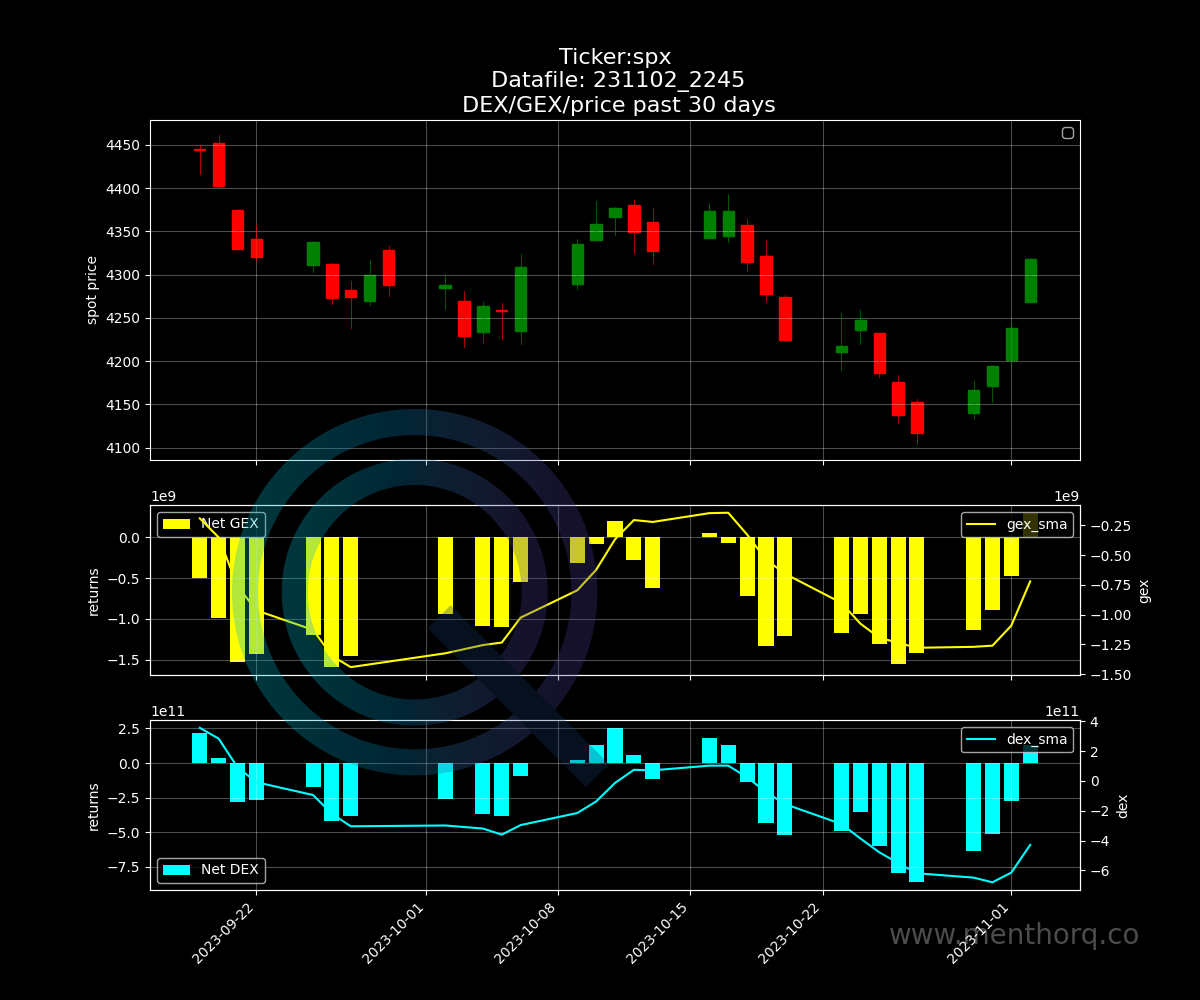 Ticker:spx
Datafile: 231102_2245
DEX/GEX/price past 30 days
4450
4400
4350
4300
4250
4200
4150
4100
spot price
1e9
1e9
Net GEX
gex_sma
0.0
−0.5
−1.0
−1.5
returns
−0.25
−0.50
−0.75
−1.00
−1.25
−1.50
gex
1e11
1e11
dex_sma
2.5
0.0
−2.5
−5.0
−7.5
returns
4
2
0
−2
−4
−6
dex
Net DEX
2023-09-22
2023-10-01
2023-10-08
2023-10-15
2023-10-22
2023-11-01
www.menthorq.co